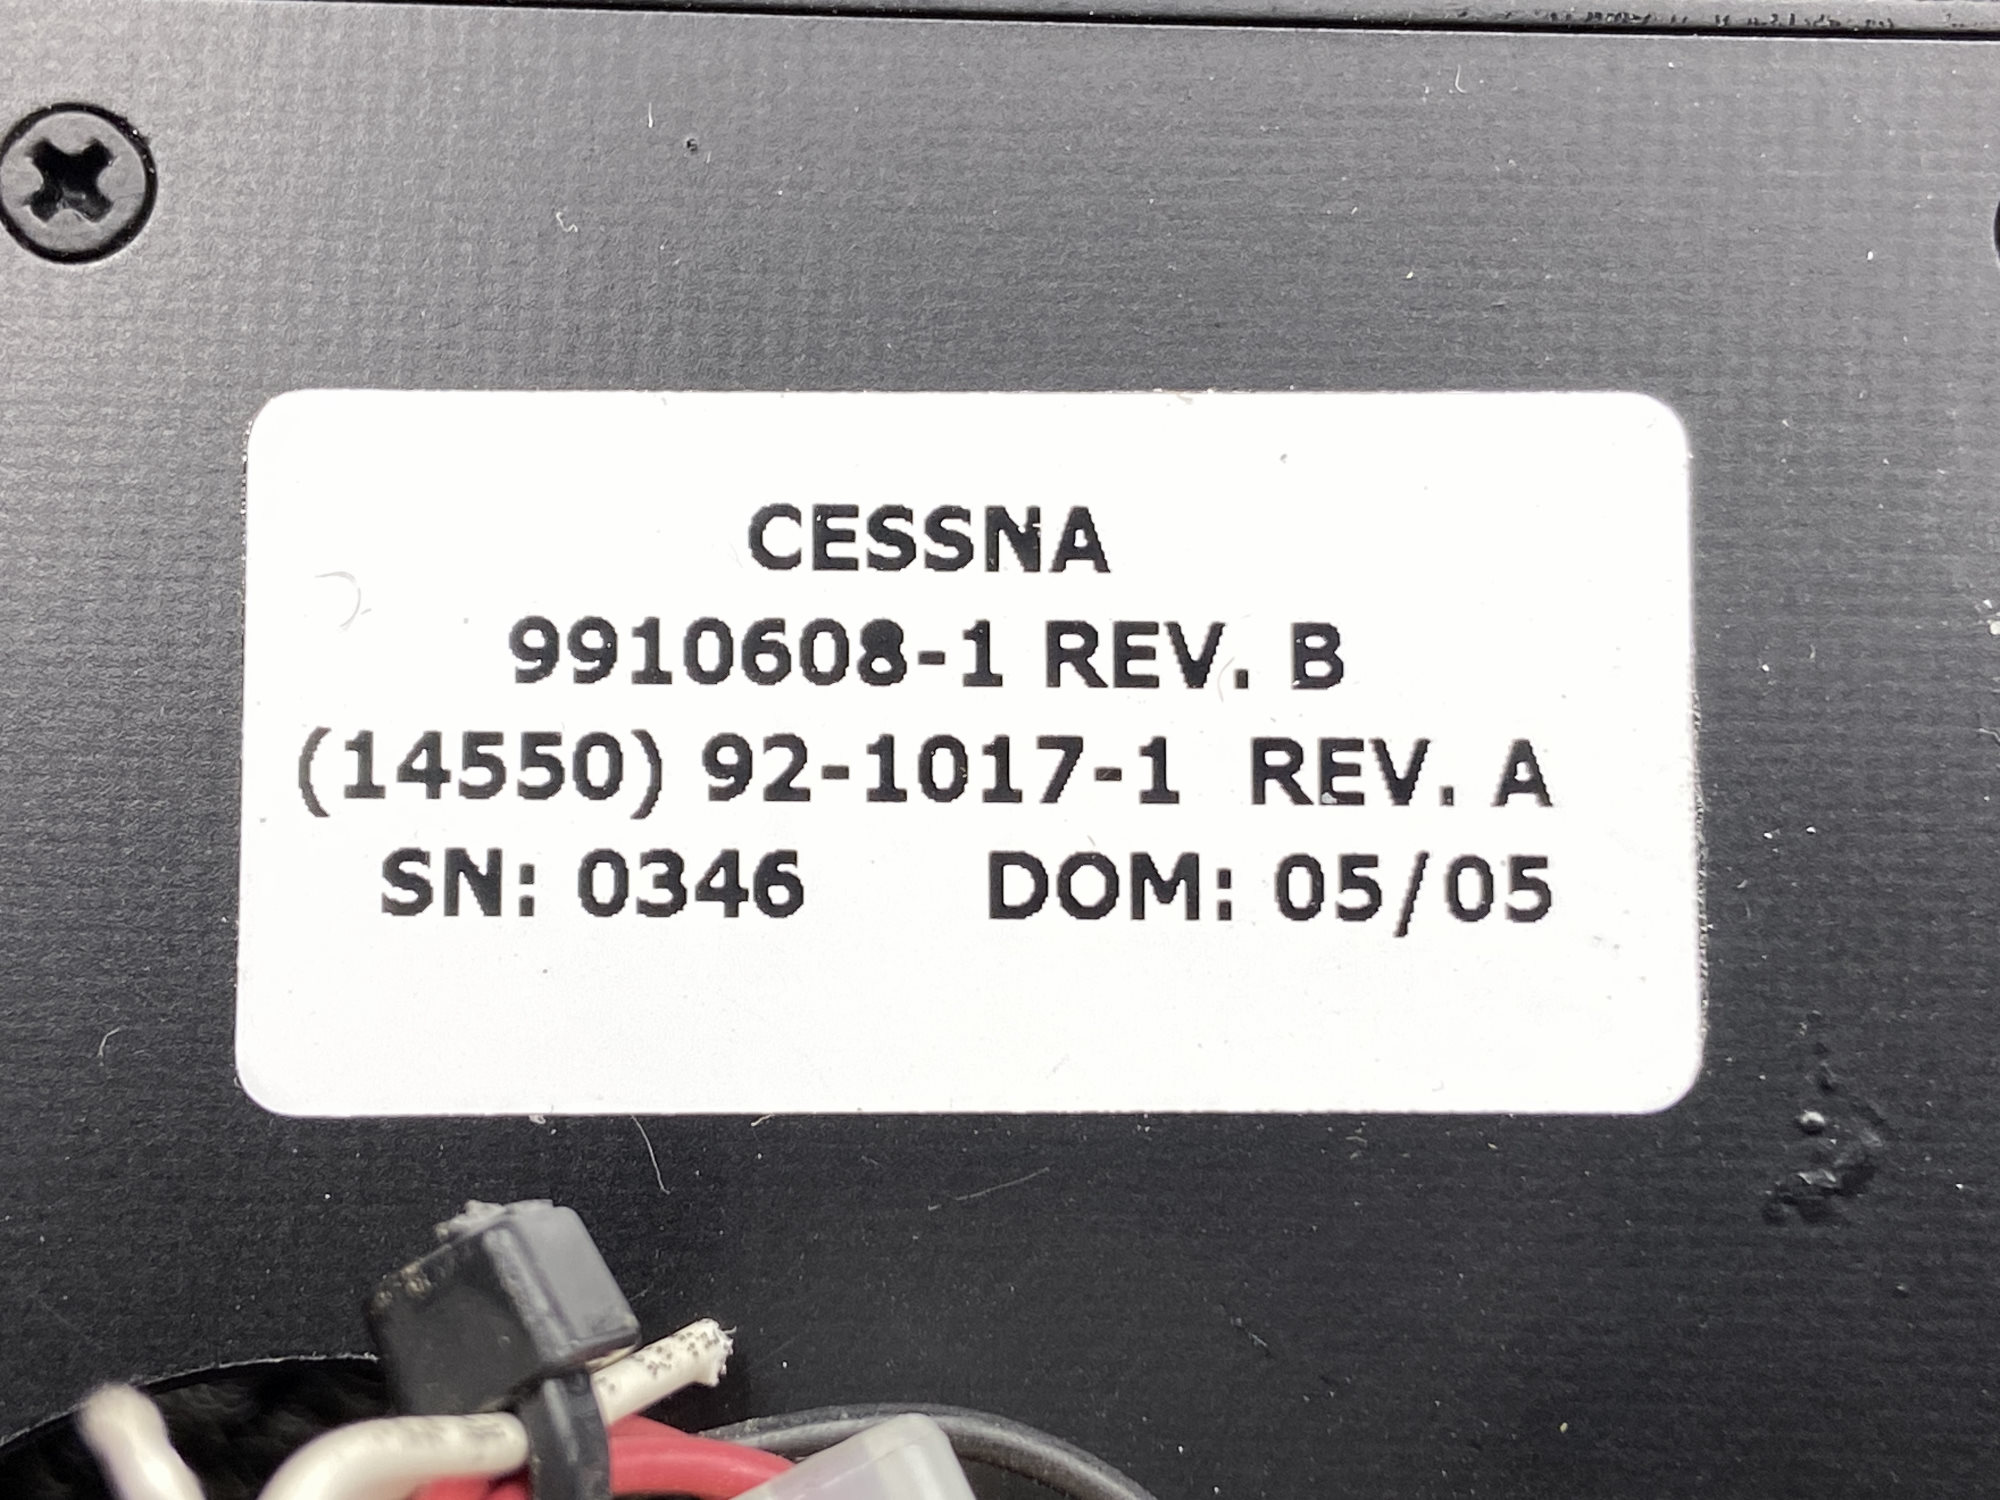 CESSNA
9910608-1 REV. B
(14550) 92-1017-1 REV. A
SN: 0346 DOM: 05/05